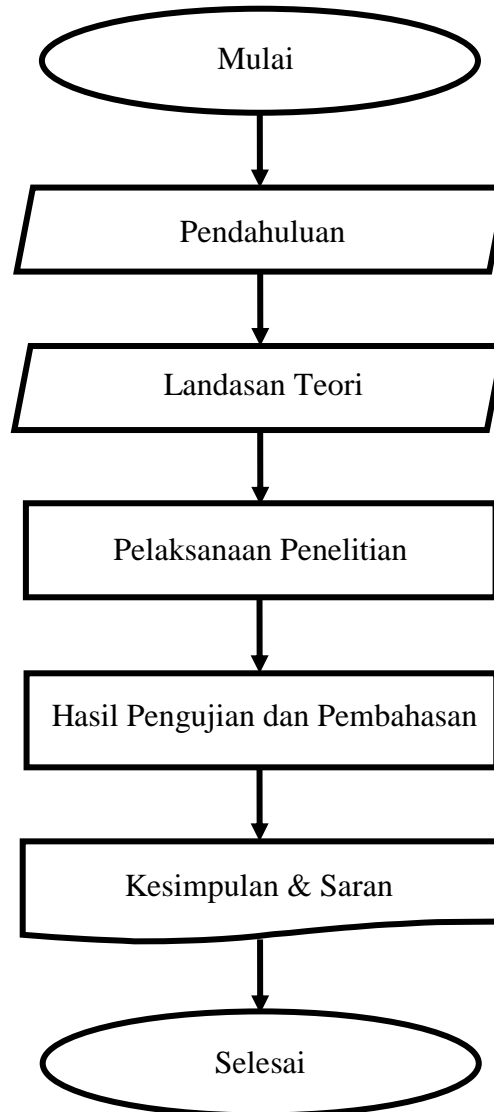 Mulai
Pendahuluan
Landasan Teori
Pelaksanaan Penelitian
Hasil Pengujian dan Pembahasan
Kesimpulan & Saran
Selesai